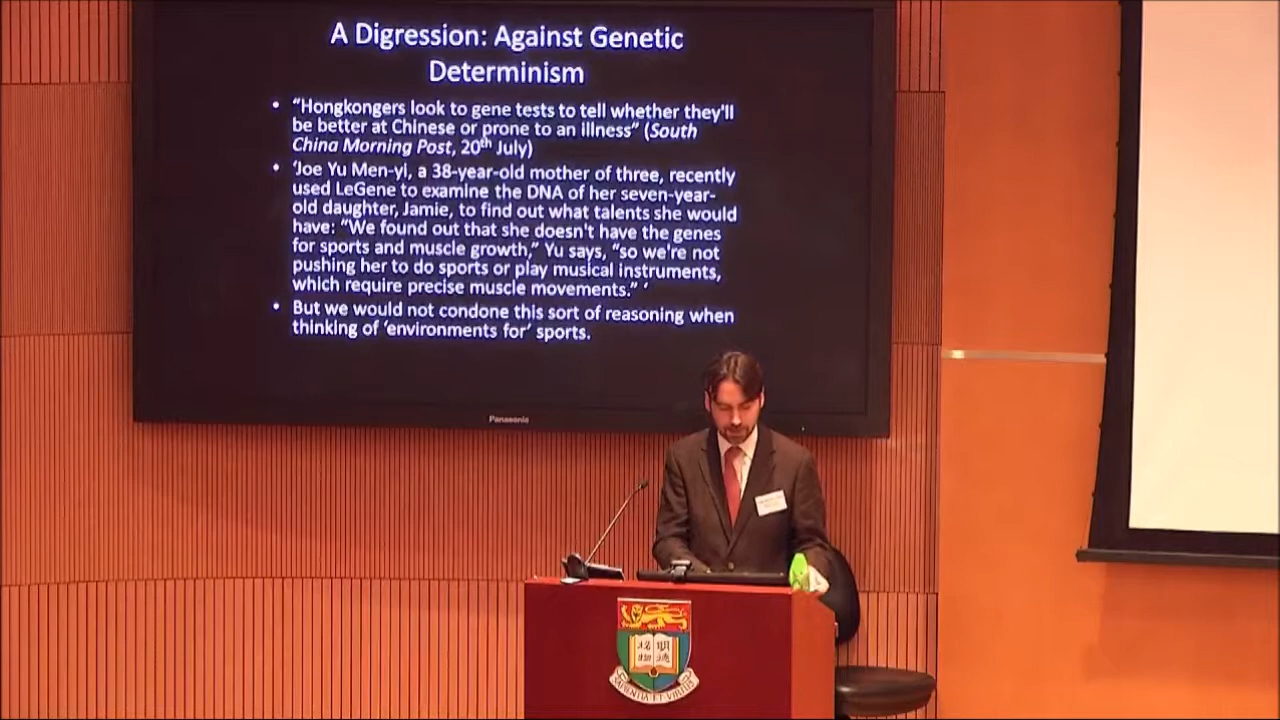 A Digression: Against Genetic
Determinism
• "Hongkongers look to gene tests to tell whether they'll
be better at Chinese or prone to an illness" (South
China Morning Post, 20th July)
• 'Joe Yu Men-yi, a 38-year-old mother of three, recently
used LeGene to examine the DNA of her seven-year-
old daughter, Jamie, to find out what talents she would
have: "We found out that she doesn't have the genes
for sports and muscle growth," Yu says, "so we're not
pushing her to do sports or play musical instruments,
which require precise muscle movements." '
• But we would not condone this sort of reasoning when
thinking of 'environments for' sports.
Panasonic
SAPIENTIA ET VIRTUS